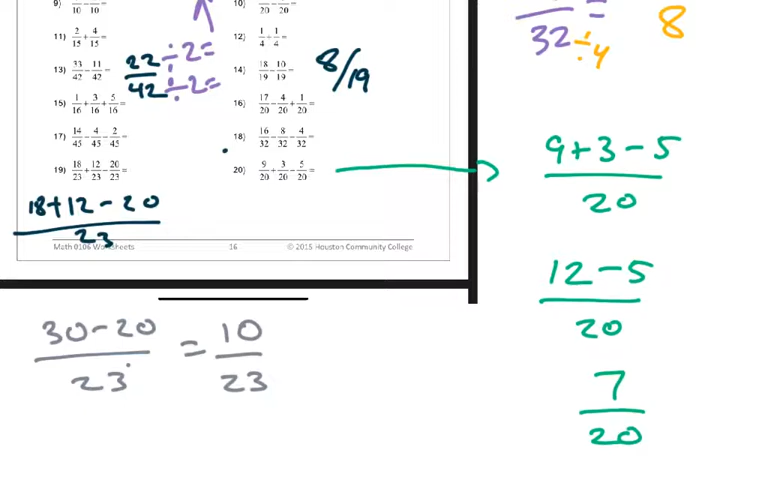 9) 10 - 10
10) 20 - 20
32 ÷4
=
8
11) 2/15 + 4/15
12) 1/4 + 1/4
13) 33/42 - 11/42 22/42 ÷2= ÷2=
14) 18/19 - 10/19 8/19
15) 1/16 + 3/16 + 5/16 =
16) 17/20 - 4/20 + 1/20 =
17) 14/45 - 4/45 - 2/45 =
18) 16/32 - 8/32 - 4/32 =
19) 18/23 + 12/23 - 20/23 =
20) 9/20 + 3/20 - 5/20 =
9+3-5
20
18+12-20
23
Math 0106 Worksheets 16 © 2015 Houston Community College
12-5
20
30-20
23
= 10
23
7
20